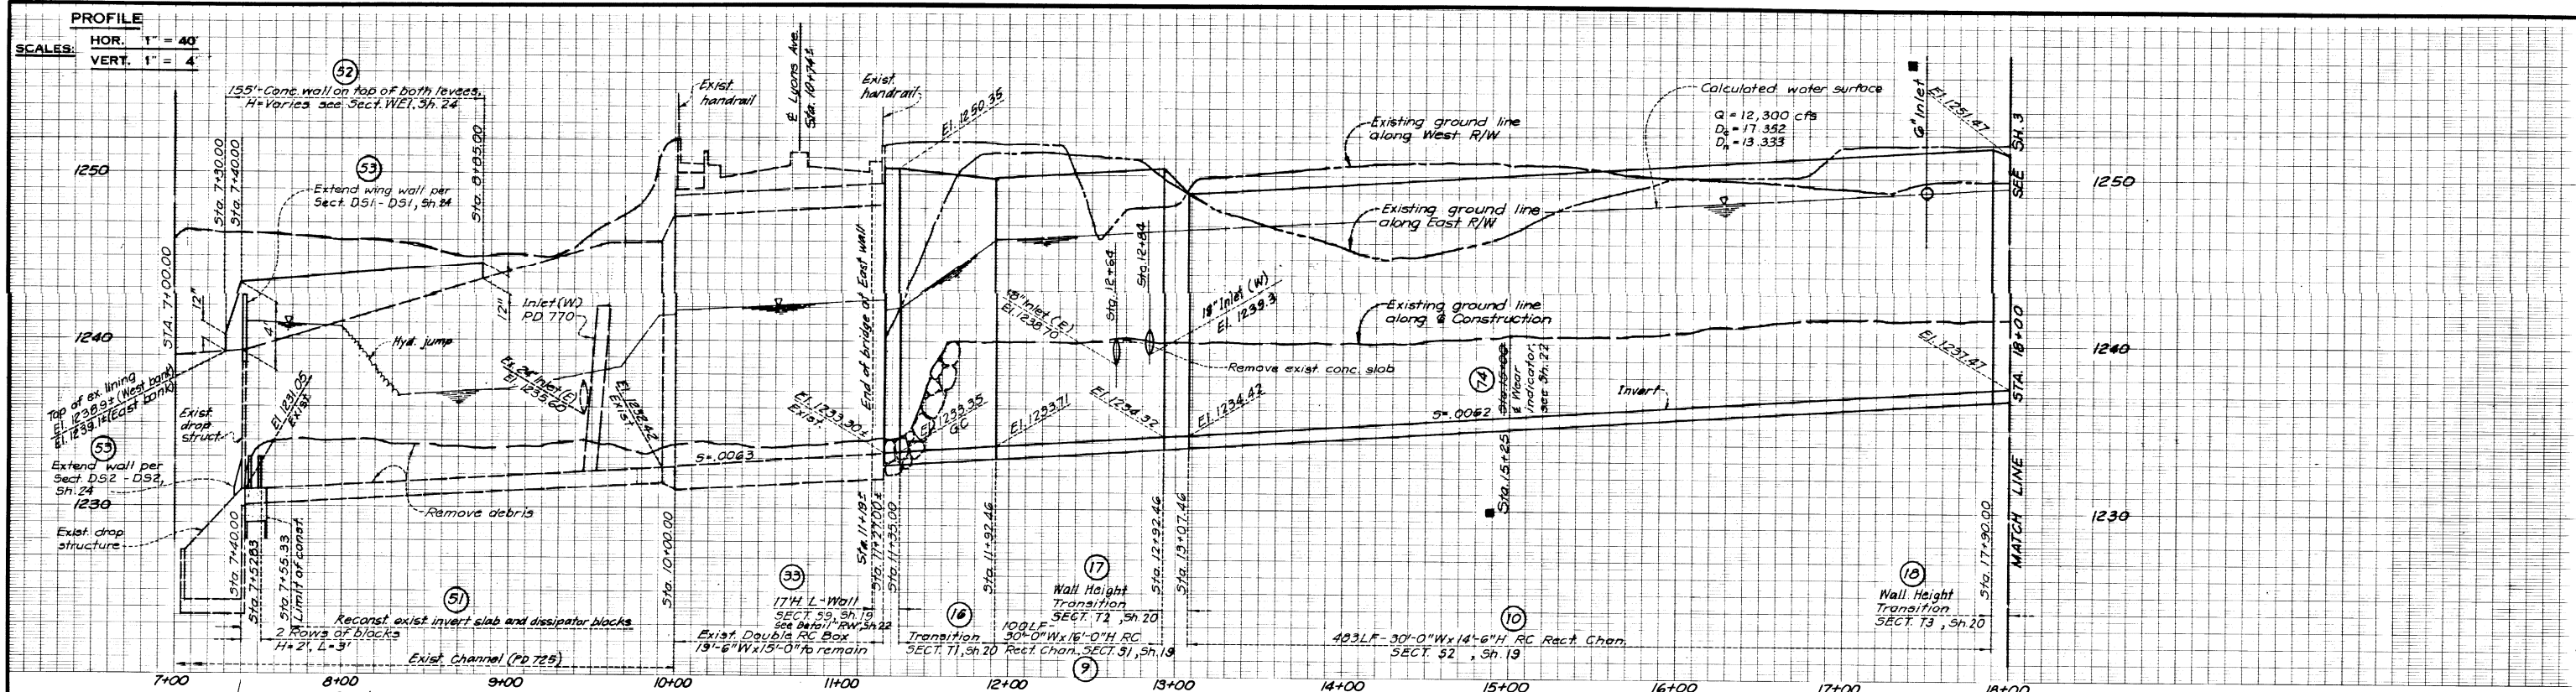 PROFILE
SCALES: HOR. 1" = 40'
VERT. 1" = 4'
52
155'-Conc. wall on top of both levees,
H=Varies see Sect. WE1, Sh. 24
53
Extend wing wall per
Sect. DS1 - DS1, Sh. 24
Sta. 7+30.00
Sta. 7+40.00
Sta. 8+85.00
STA. 7+00.00
1250
1240
1230
12"
4'
12"
Hyd. jump
Inlet (W)
PD 770
Ex. 24" Inlet (E)
El. 1235.60
El. 1232.42
Exist.
Top of ex. lining
El. 1238.9± (West bank)
El. 1239.1± (East bank)
Exist.
drop
struct.
El. 1231.05
Exist.
53
Extend wall per
Sect. DS2 - DS2,
Sh. 24
Exist. drop
structure
Remove debris
Sta. 7+40.00
Sta. 7+52.83
Sta. 7+55.33
Limit of const.
51
Reconst. exist. invert slab and dissipator blocks
2 Rows of blocks
H=2', L=3'
Exist. Channel (PD 725)
Sta. 10+00.00
Exist.
handrail
℄ Lyons Ave.
Sta. 10+74±
Exist.
handrail
El. 1250.35
End of bridge of East wall
El. 1233.30±
Exist.
El. 1233.35
GC
S=.0063
Sta. 11+19±
Sta. 11+27.00±
Sta. 11+35.00
Sta. 11+92.46
33
17'H L-Wall
SECT. S9, Sh. 19
see Detail "RW", Sh 22
Exist. Double RC Box
19'-6"Wx15'-0" to remain
16
Transition
SECT. T1, Sh. 20
100LF-
30'-0"Wx16'-0"H RC
Rect. Chan., SECT. S1, Sh. 19
9
17
Wall Height
Transition
SECT. T2, Sh. 20
El. 1233.71
El. 1234.32
El. 1234.42
Sta. 12+92.46
Sta. 13+07.46
18" Inlet (E)
El. 1238.70
Sta. 12+64
Sta. 12+84
18" Inlet (W)
El. 1239.3
Remove exist. conc. slab
Existing ground line
along West R/W
Existing ground line
along East R/W
Existing ground line
along ℄ Construction
Calculated water surface
Q = 12,300 cfs
Dc = 17.352
Dn = 13.333
6" Inlet
El. 1251.47
El. 1237.47
74
Sta. 15+00
℄ Wear
indicator,
see Sh. 22
Sta. 15+25
S=.0062
Invert
10
483LF-30'-0"Wx14'-6"H RC Rect. Chan.
SECT. S2, Sh. 19
18
Wall Height
Transition
SECT. T3, Sh. 20
Sta. 17+90.00
MATCH LINE STA. 18+00 SEE SH. 3
1250
1240
1230
7+00 8+00 9+00 10+00 11+00 12+00 13+00 14+00 15+00 16+00 17+00 18+00